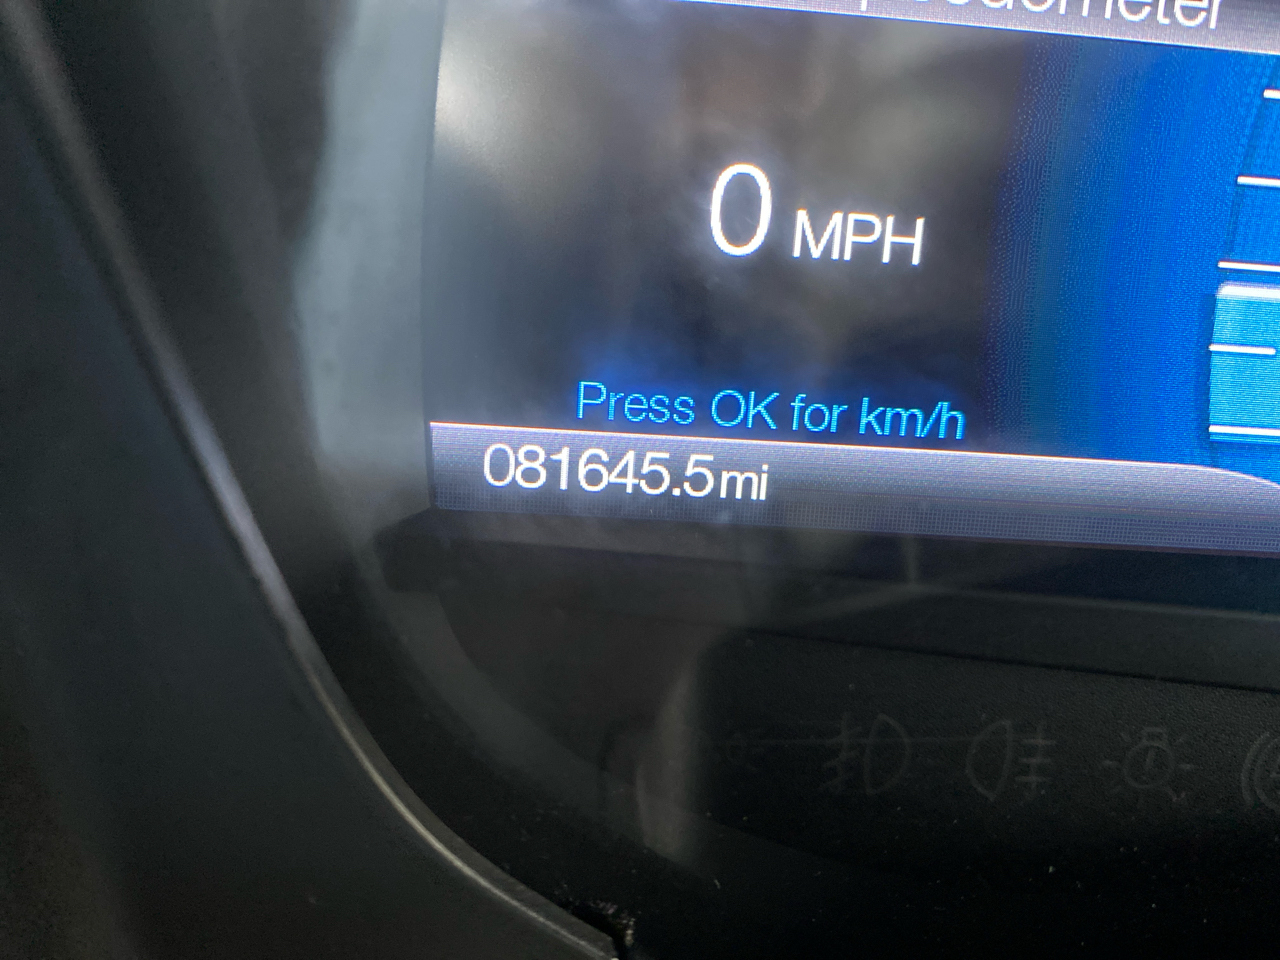 0 MPH
Press OK for km/h
081645.5mi